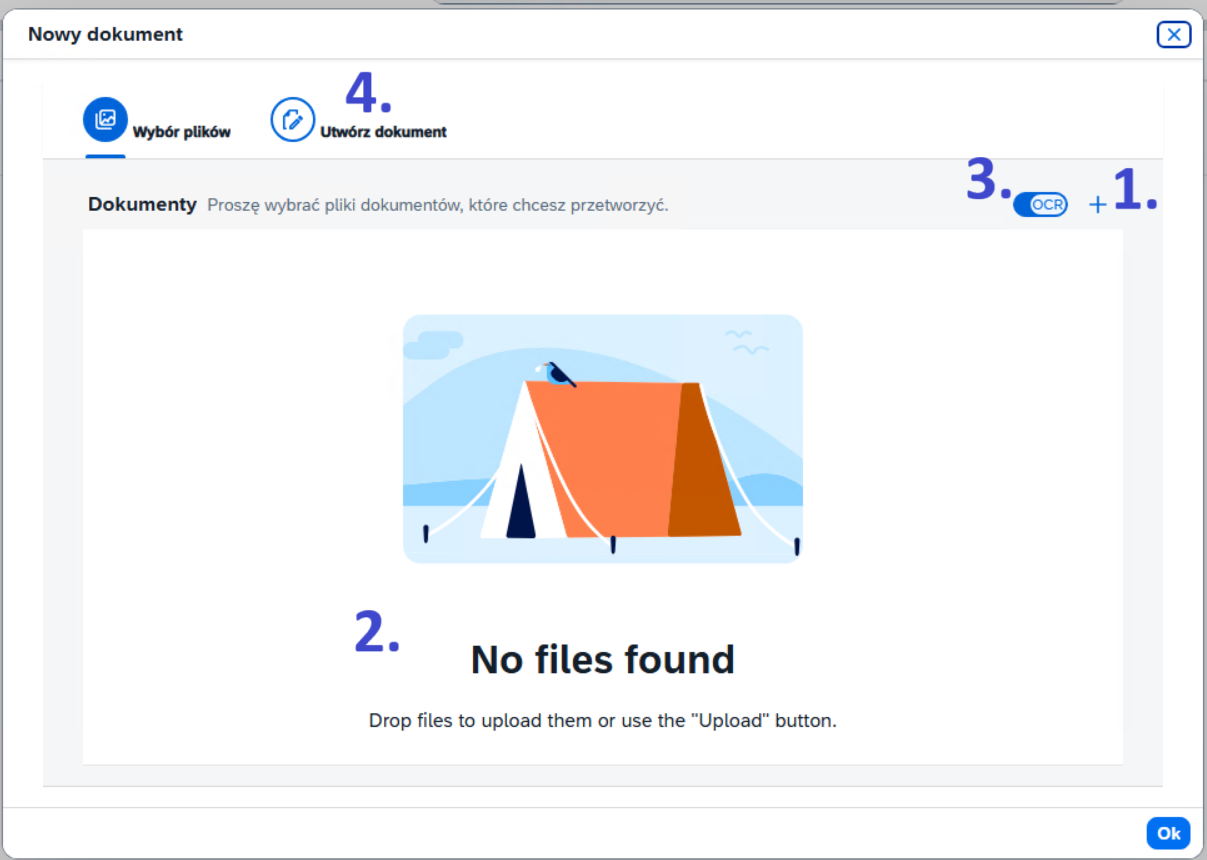 Nowy dokument
4.
Wybór plików Utwórz dokument
3. 1.
Dokumenty Proszę wybrać pliki dokumentów, które chcesz przetworzyć. OCR
2.
No files found
Drop files to upload them or use the "Upload" button.
Ok